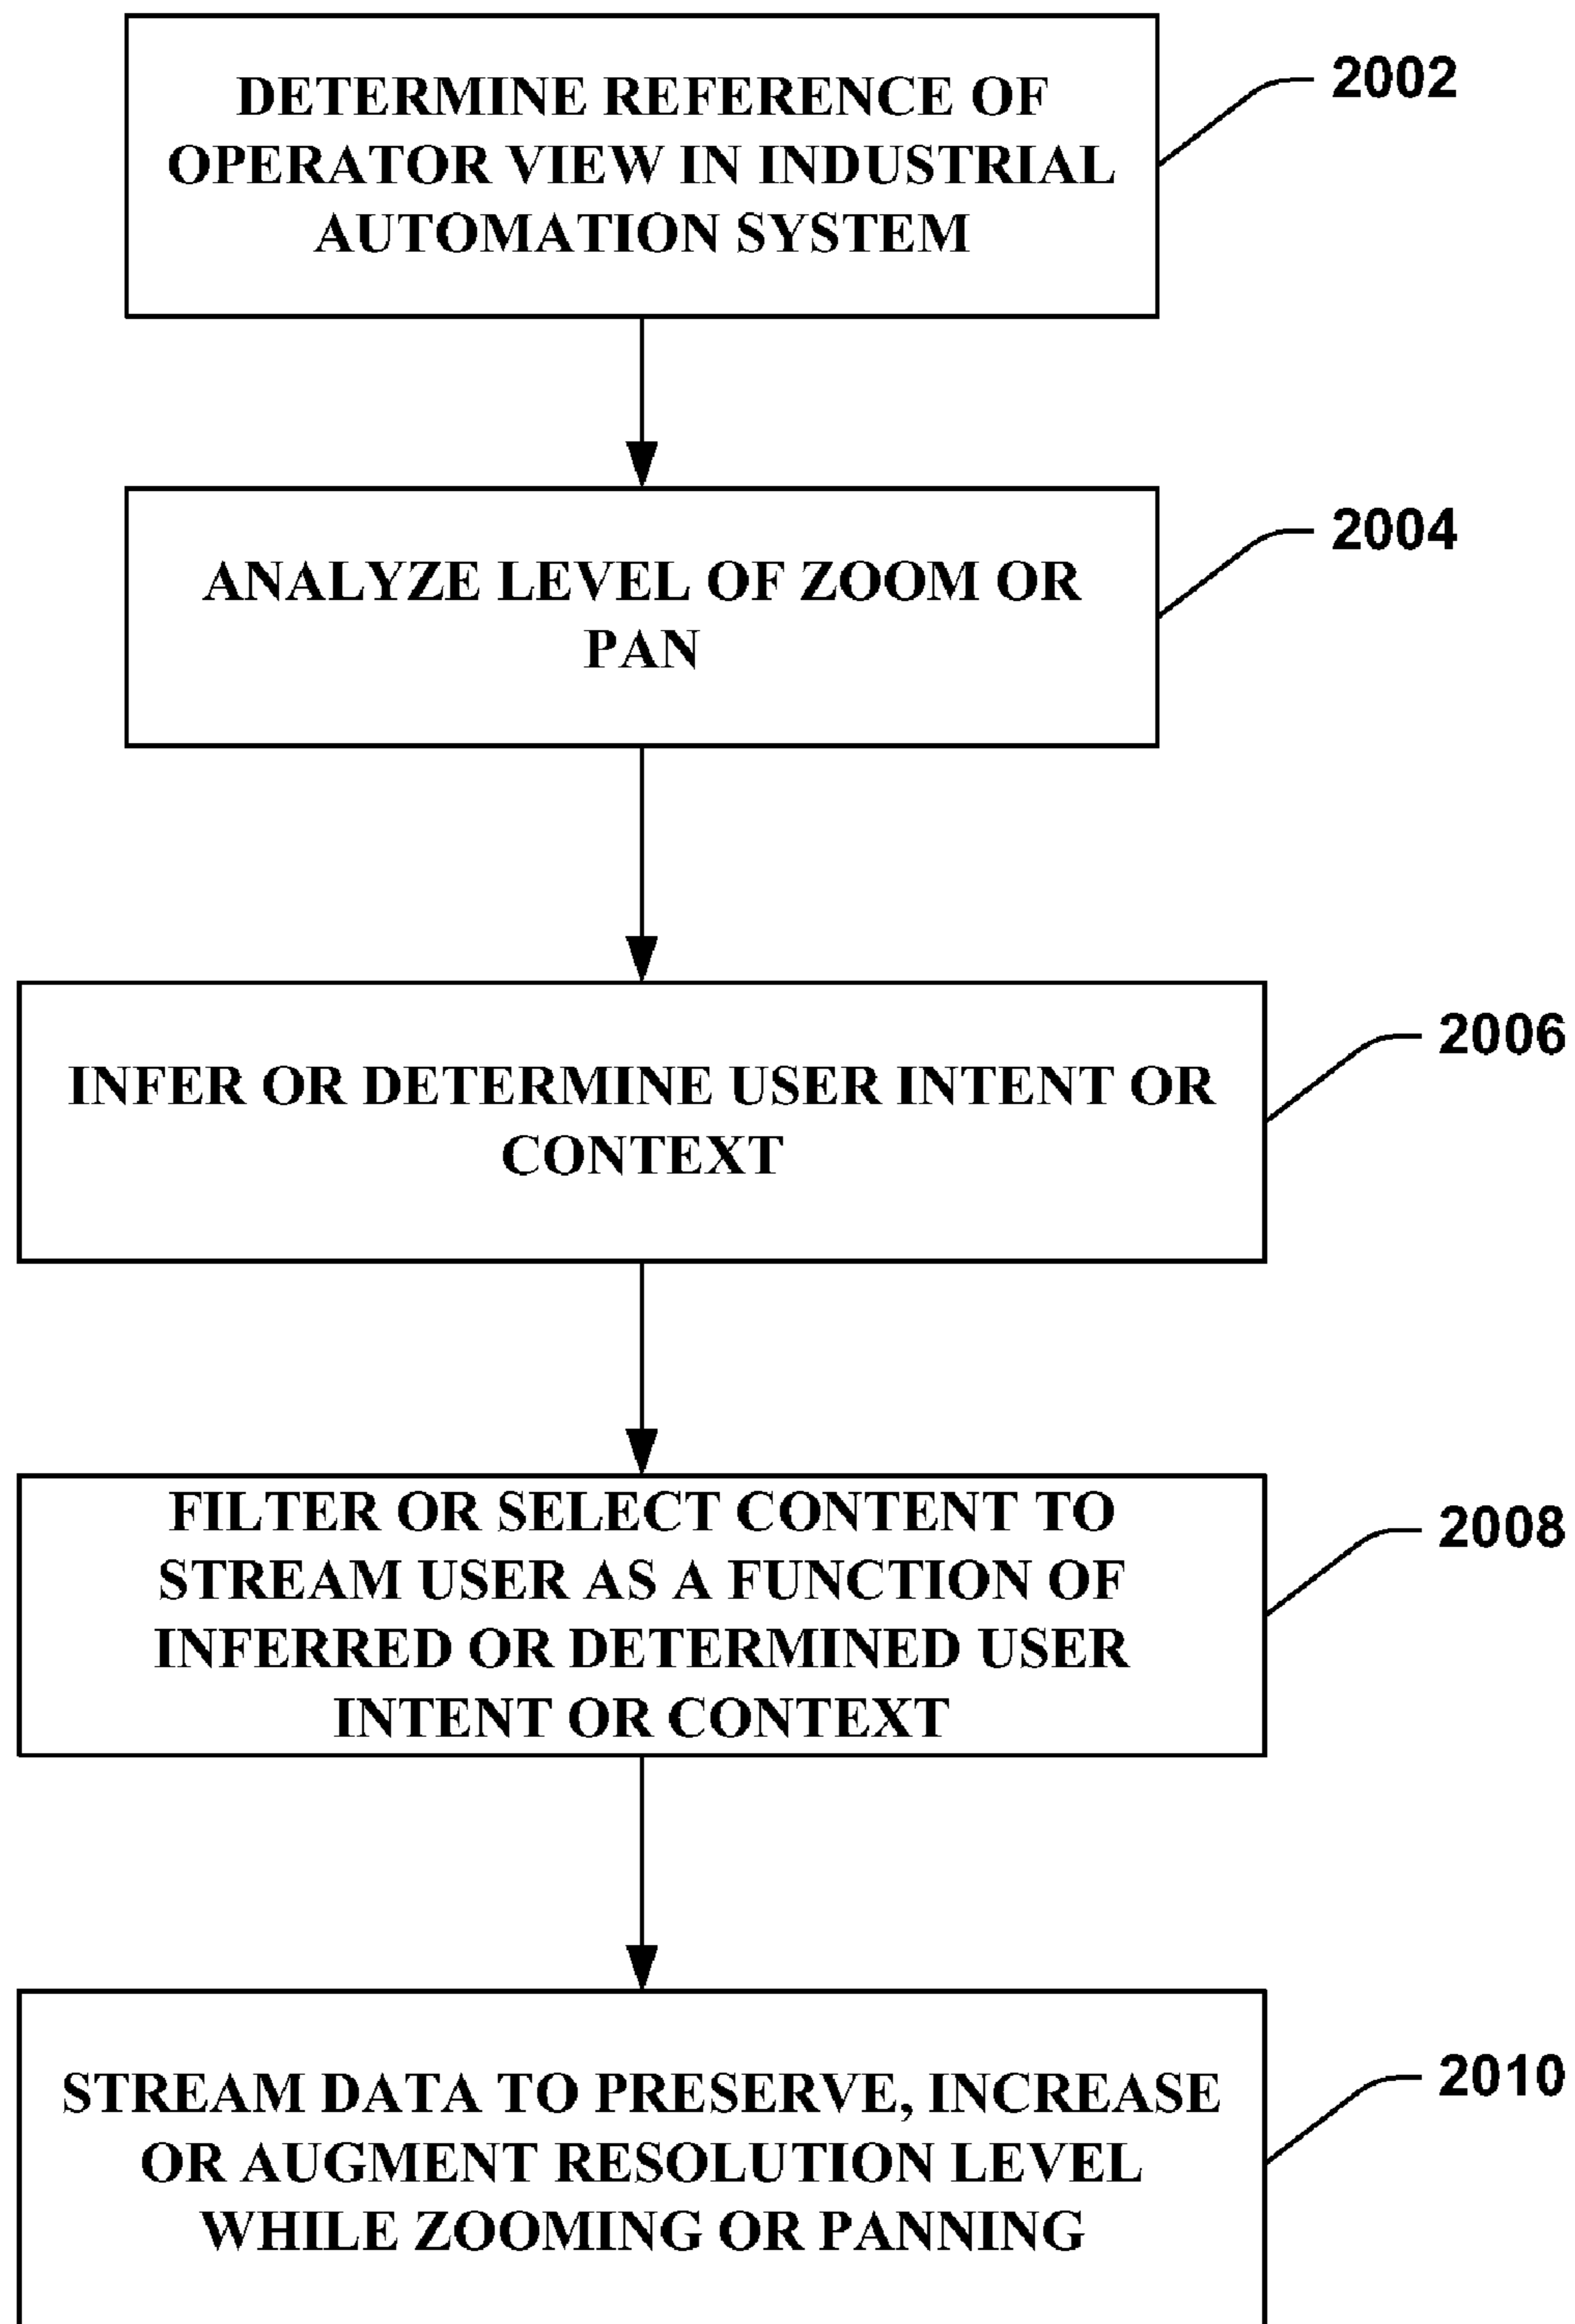 DETERMINE REFERENCE OF
OPERATOR VIEW IN INDUSTRIAL
AUTOMATION SYSTEM
2002
ANALYZE LEVEL OF ZOOM OR
PAN
2004
INFER OR DETERMINE USER INTENT OR
CONTEXT
2006
FILTER OR SELECT CONTENT TO
STREAM USER AS A FUNCTION OF
INFERRED OR DETERMINED USER
INTENT OR CONTEXT
2008
STREAM DATA TO PRESERVE, INCREASE
OR AUGMENT RESOLUTION LEVEL
WHILE ZOOMING OR PANNING
2010